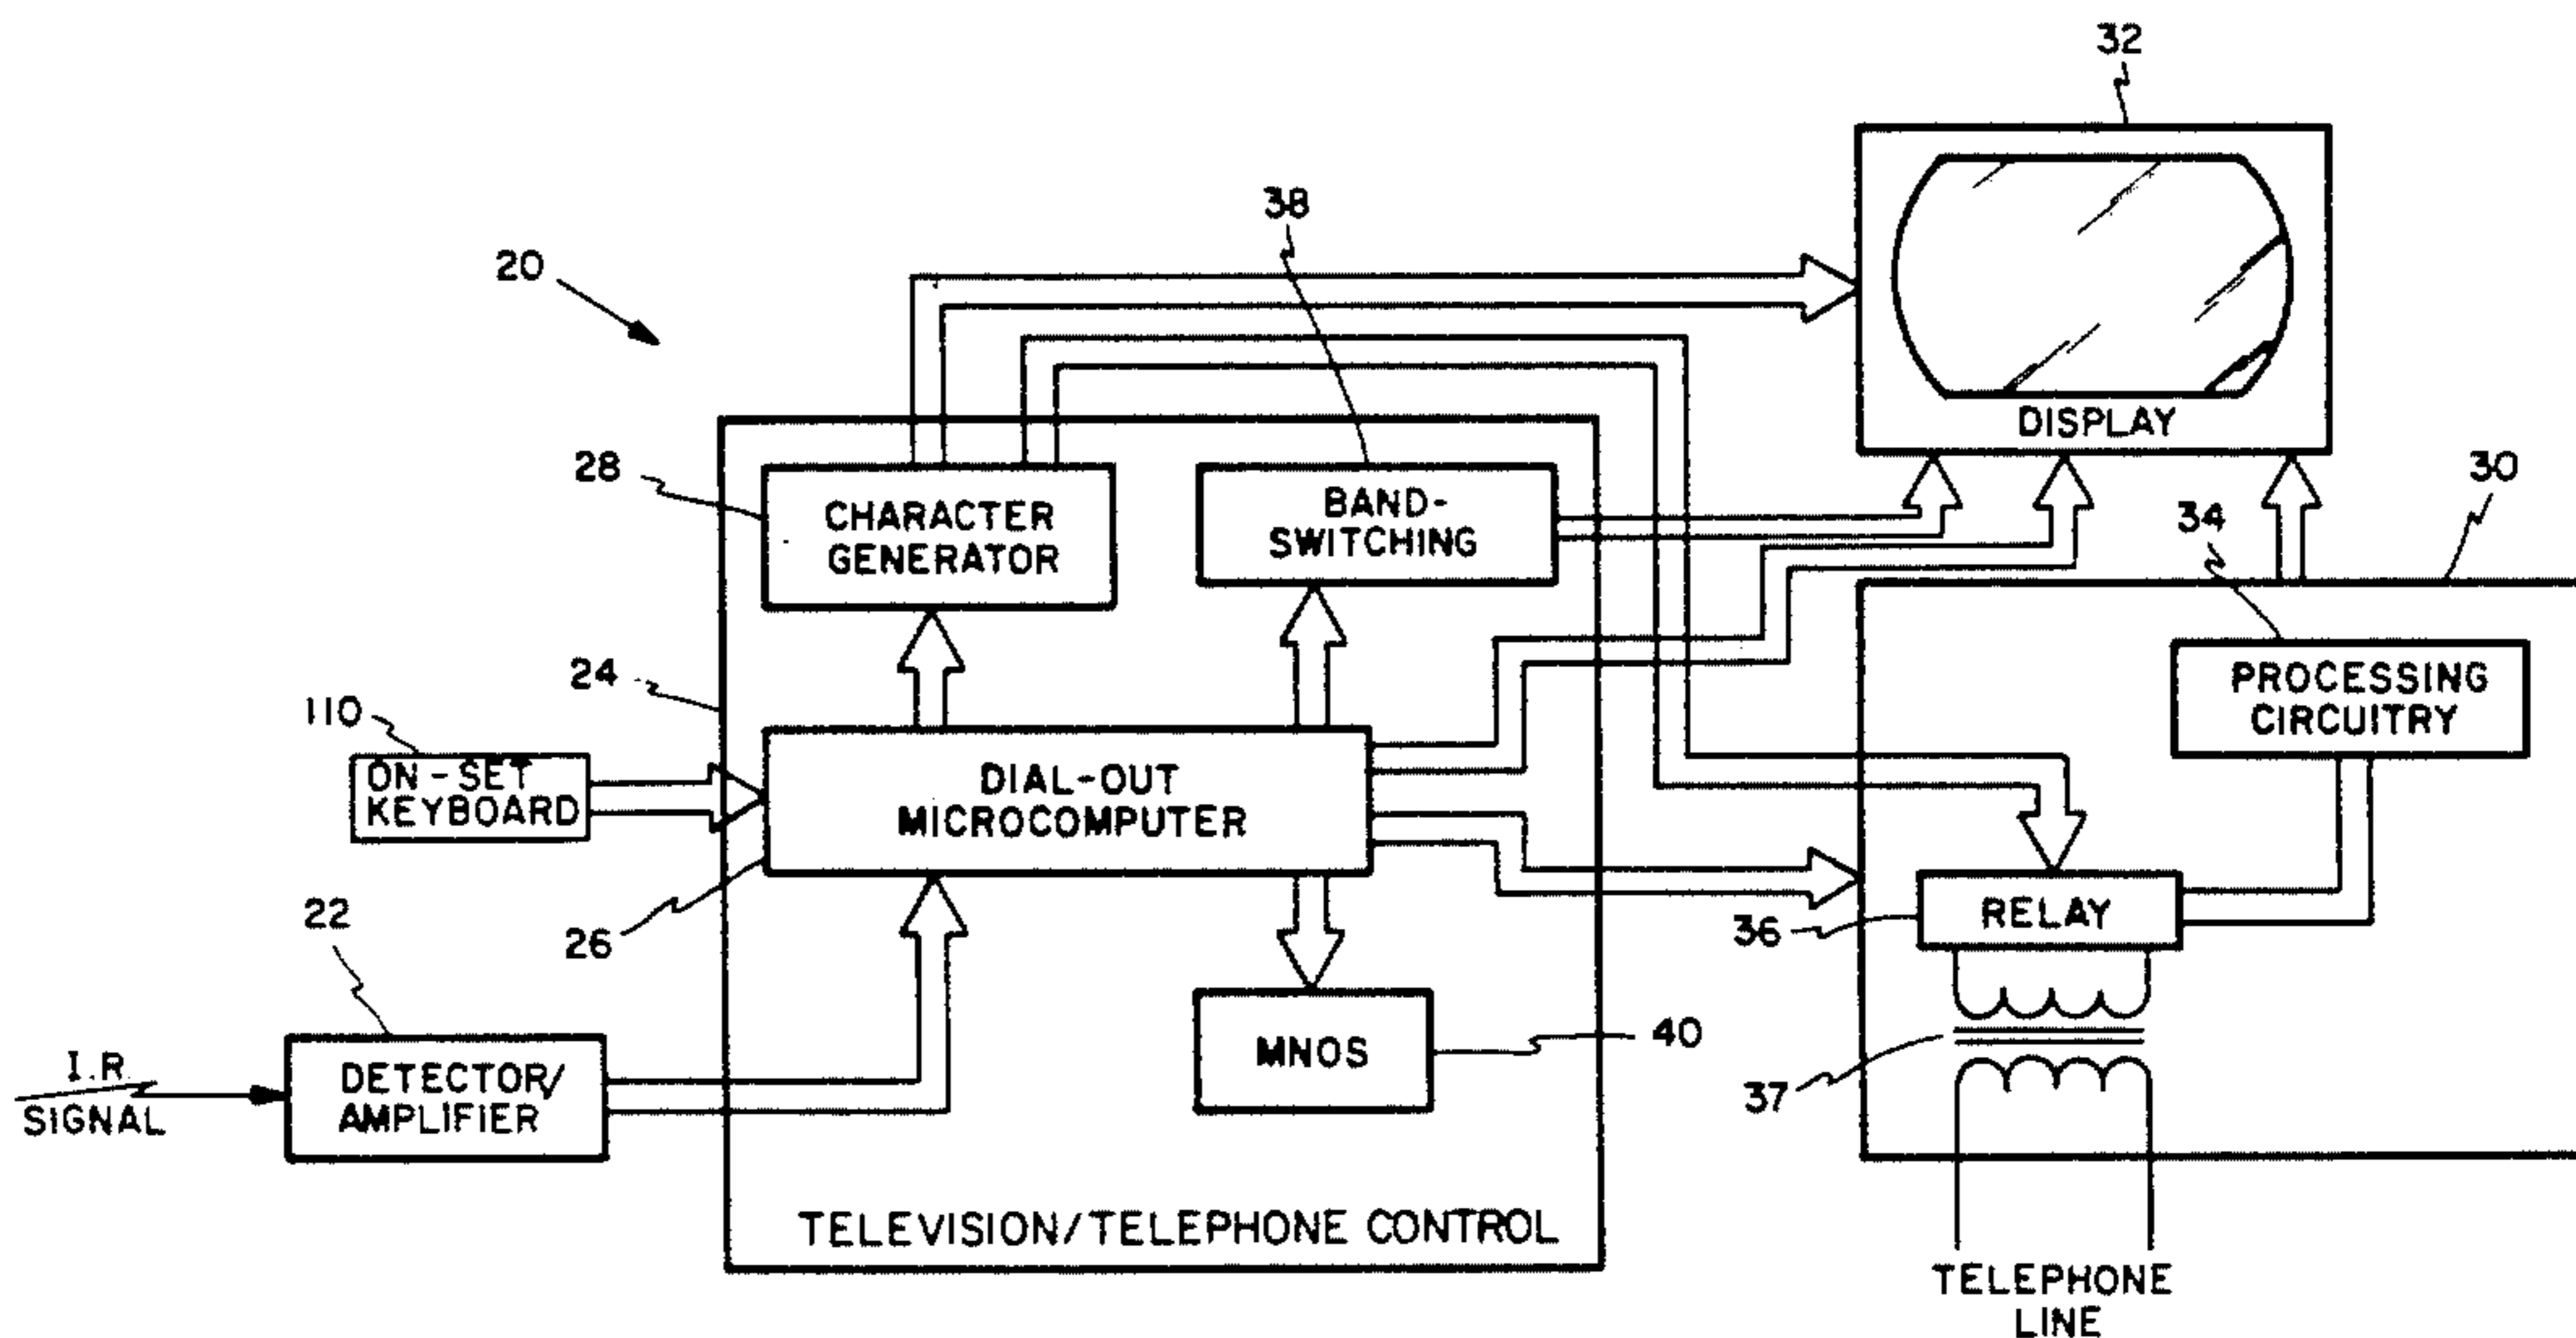 32
38
20
DISPLAY
30
28
CHARACTER
GENERATOR
BAND-
SWITCHING
34
24
PROCESSING
CIRCUITRY
110
ON-SET
KEYBOARD
DIAL-OUT
MICROCOMPUTER
22
26
36
RELAY
I.R.
SIGNAL
DETECTOR/
AMPLIFIER
MNOS
40
37
TELEVISION/TELEPHONE CONTROL
TELEPHONE
LINE